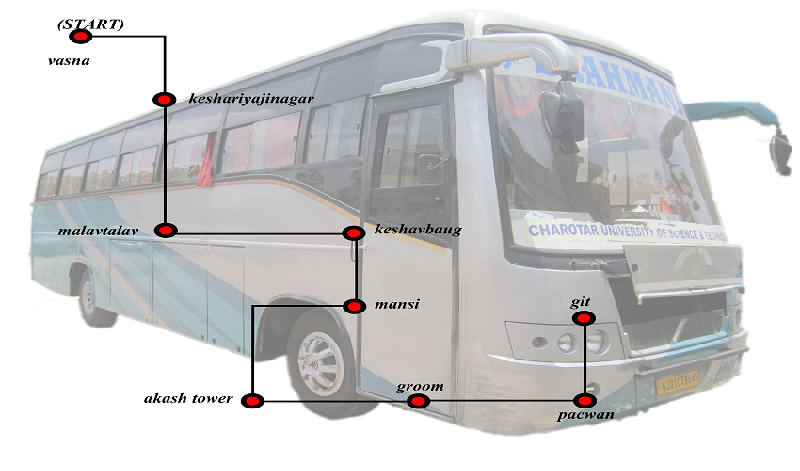 (START)
vasna
keshariyajinagar
malavtalav
keshavbaug
mansi
git
akash tower
groom
pacwan
CHAROTAR UNIVERSITY OF SCIENCE & TECHNO